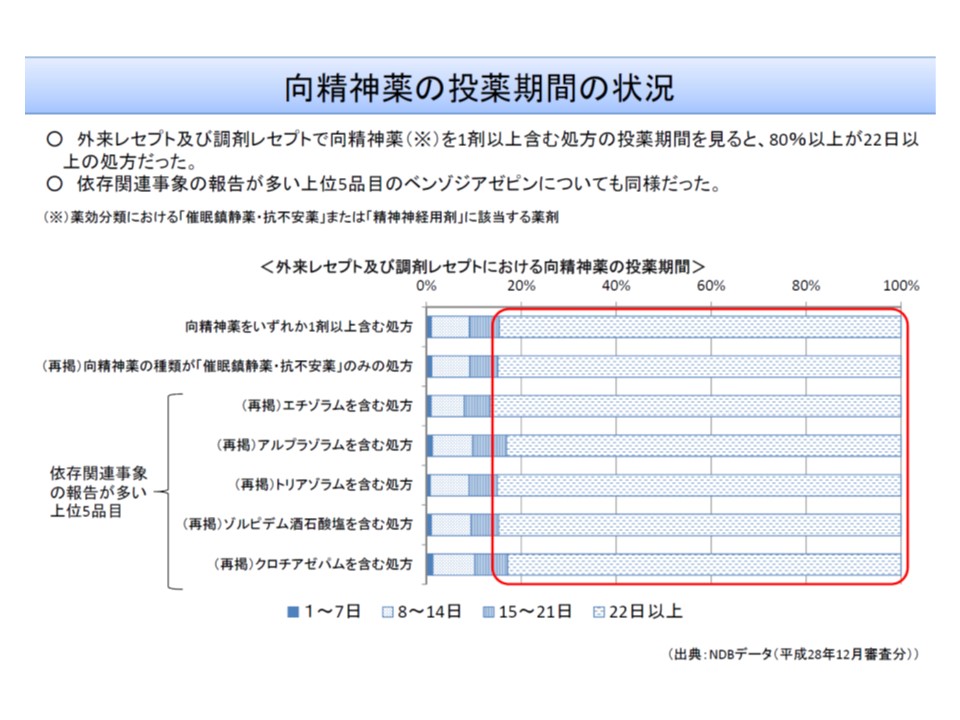 向精神薬の投薬期間の状況
○ 外来レセプト及び調剤レセプトで向精神薬(※)を1剤以上含む処方の投薬期間を見ると、80%以上が22日以
上の処方だった。
○ 依存関連事象の報告が多い上位5品目のベンゾジアゼピンについても同様だった。
(※)薬効分類における「催眠鎮静薬・抗不安薬」または「精神神経用剤」に該当する薬剤
<外来レセプト及び調剤レセプトにおける向精神薬の投薬期間>
0% 20% 40% 60% 80% 100%
向精神薬をいずれか1剤以上含む処方
(再掲)向精神薬の種類が「催眠鎮静薬・抗不安薬」のみの処方
(再掲)エチゾラムを含む処方
(再掲)アルプラゾラムを含む処方
(再掲)トリアゾラムを含む処方
(再掲)ゾルピデム酒石酸塩を含む処方
(再掲)クロチアゼパムを含む処方
依存関連事象
の報告が多い
上位5品目
1～7日 8～14日 15～21日 22日以上
(出典:NDBデータ(平成28年12月審査分))